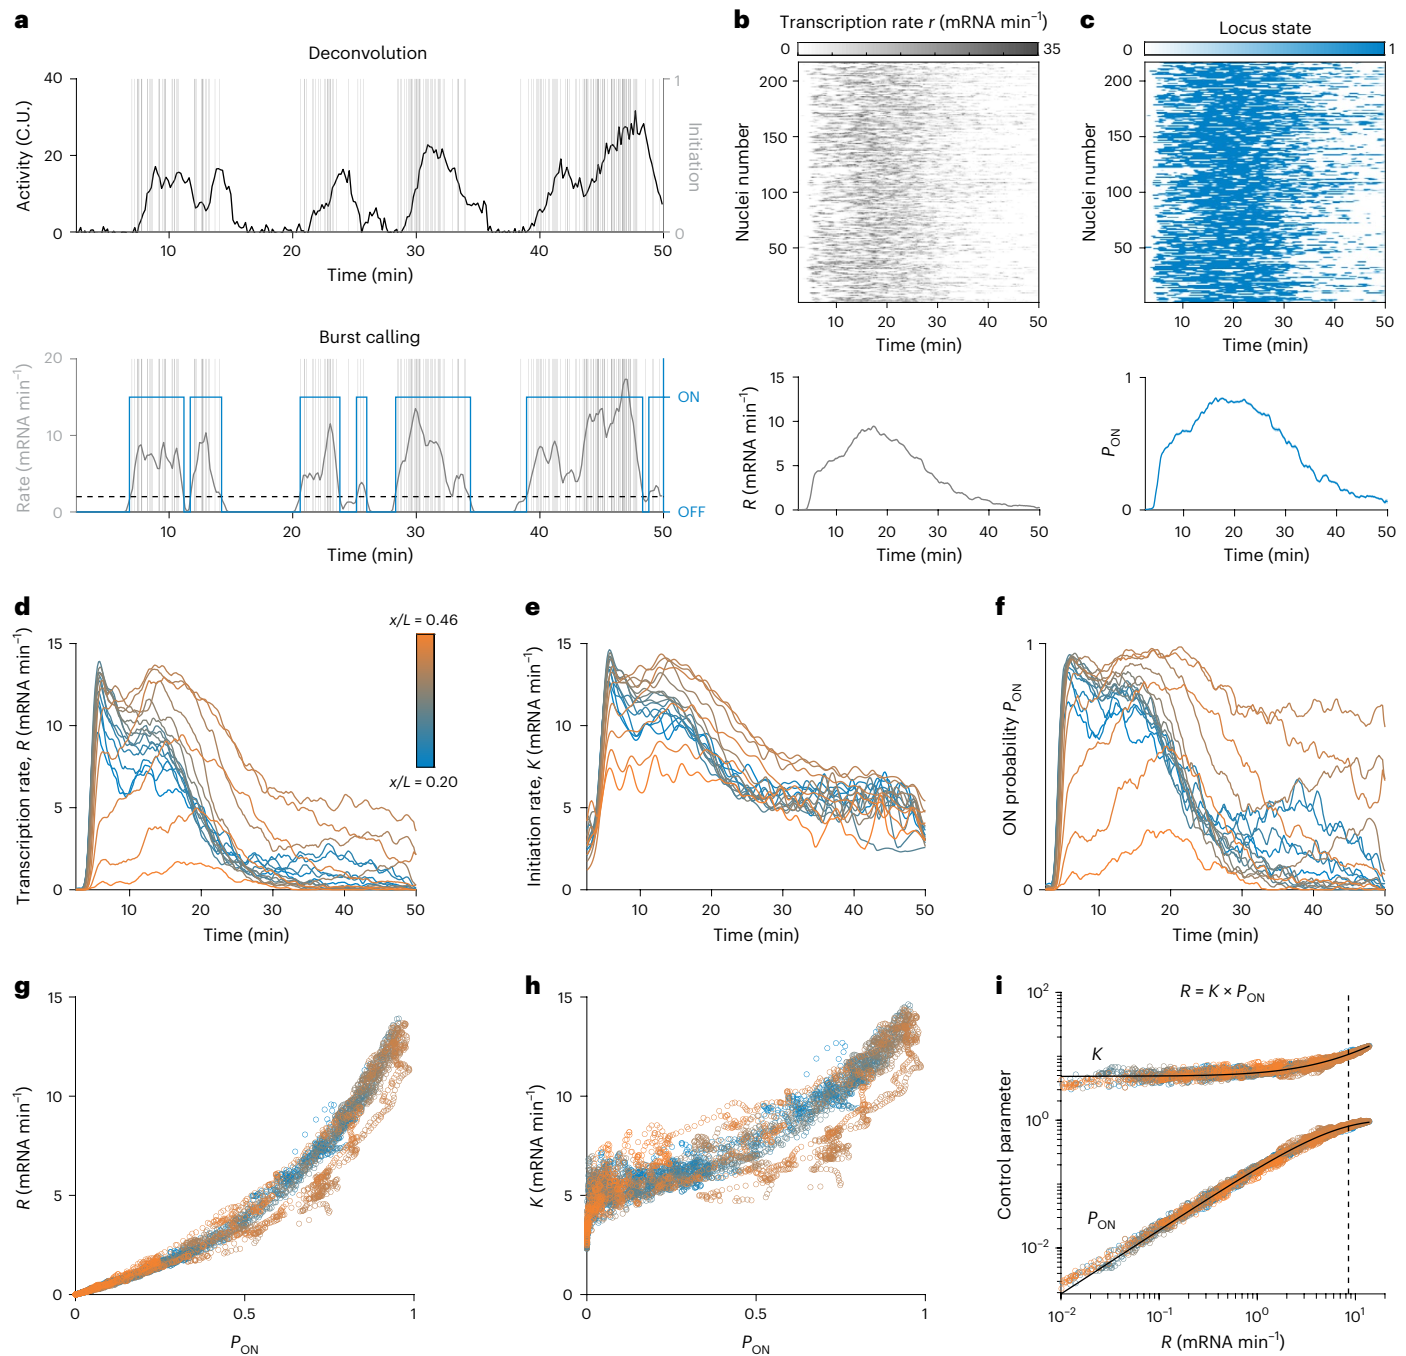 a
Deconvolution
Activity (C.U.)
40
20
0
1
0
Initiation
10
20
30
40
50
Time (min)
Burst calling
Rate (mRNA min⁻¹)
20
10
0
ON
OFF
10
20
30
40
50
Time (min)
b
Transcription rate r (mRNA min⁻¹)
0
35
Nuclei number
200
150
100
50
10
20
30
40
50
Time (min)
R (mRNA min⁻¹)
15
10
5
0
10
20
30
40
50
Time (min)
c
Locus state
0
1
Nuclei number
200
150
100
50
10
20
30
40
50
Time (min)
P_ON
1
0
10
20
30
40
50
Time (min)
d
Transcription rate, R (mRNA min⁻¹)
15
10
5
0
x/L = 0.46
x/L = 0.20
10
20
30
40
50
Time (min)
e
Initiation rate, K (mRNA min⁻¹)
15
10
5
0
10
20
30
40
50
Time (min)
f
ON probability P_ON
1
0
10
20
30
40
50
Time (min)
g
R (mRNA min⁻¹)
15
10
5
0
0
0.5
1
P_ON
h
K (mRNA min⁻¹)
15
10
5
0
0
0.5
1
P_ON
i
R = K × P_ON
Control parameter
10²
10⁰
10⁻²
K
P_ON
10⁻²
10⁻¹
10⁰
10¹
R (mRNA min⁻¹)